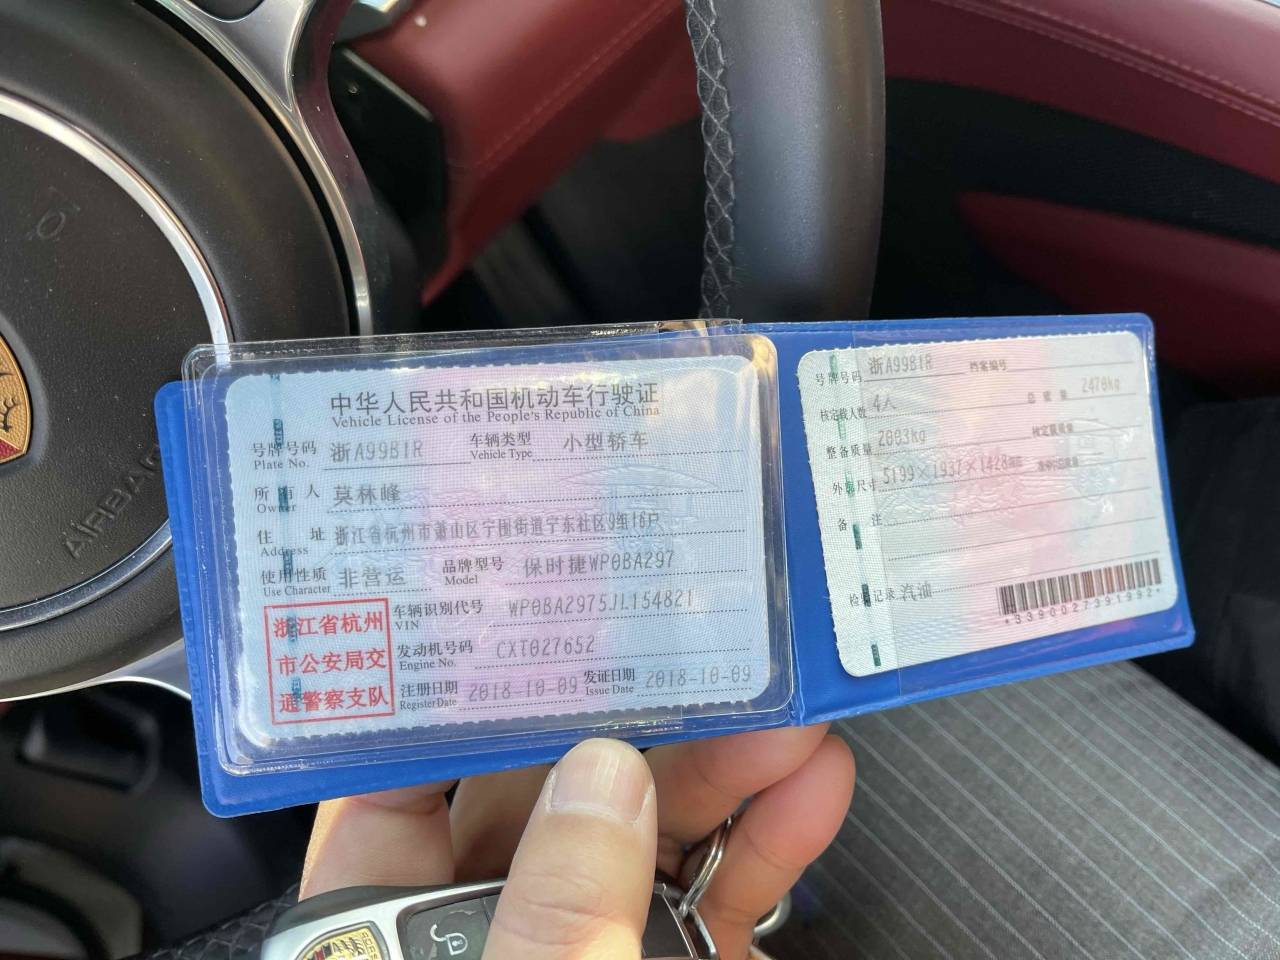 AIRBAG
中华人民共和国机动车行驶证
Vehicle License of the People's Republic of China
号牌号码 浙A99B1R 车辆类型 小型轿车
Plate No. Vehicle Type
所有人 莫林峰
Owner
住址 浙江省杭州市萧山区宁围街道宁东社区9组16户
Address
使用性质 非营运 品牌型号 保时捷WP0BA297
Use Character Model
浙江省杭州
市公安局交
通警察支队
车辆识别代号 WP0BA2975JL154821
VIN
发动机号码 CXT027652
Engine No.
注册日期 2018-10-09 发证日期 2018-10-09
Register Date Issue Date
号牌号码 浙A99B1R 档案编号
核定载人数 4人 总质量 2470kg
整备质量 2003kg 核定载质量
外廓尺寸 5199×1937×1428
备注
检验记录 汽油
*3390027391992*